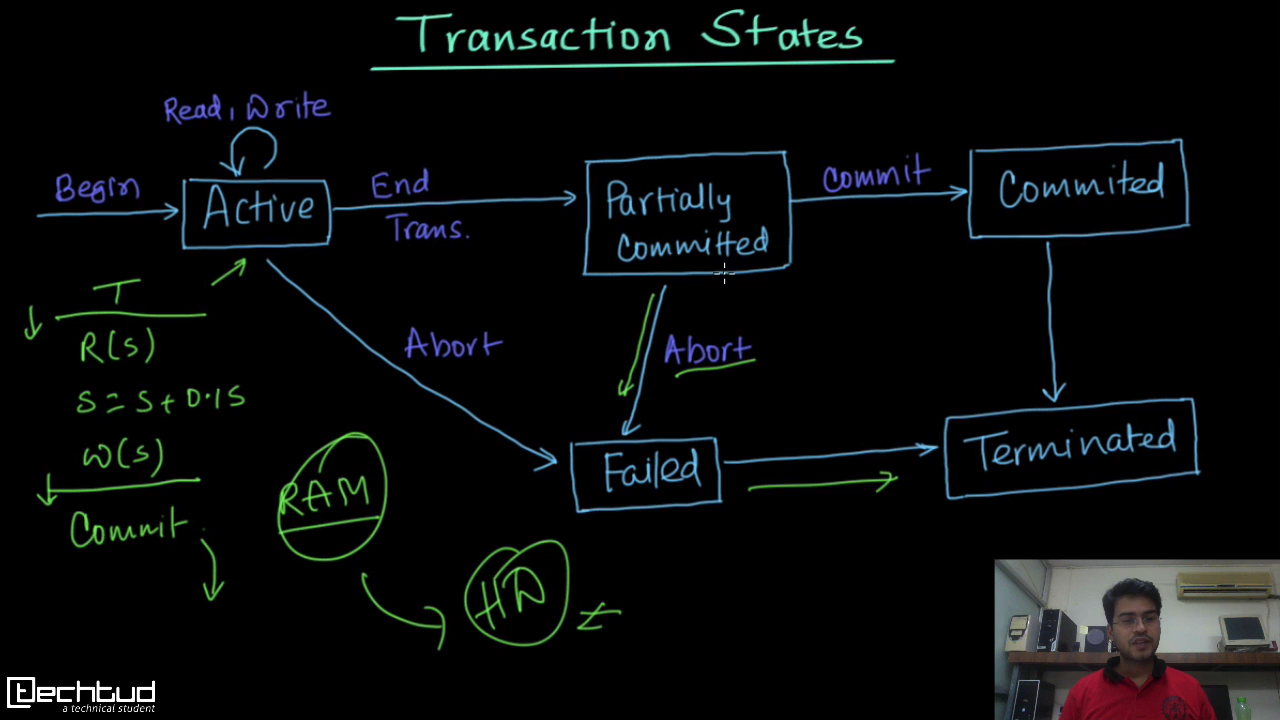 Transaction States
Read, Write
Begin
Active
End
Trans.
Partially
Committed
Commit
Commited
T
R(s)
s = s + 0.1s
W(s)
Commit
Abort
Abort
RAM
HD
Failed
Terminated
techtud
a technical student